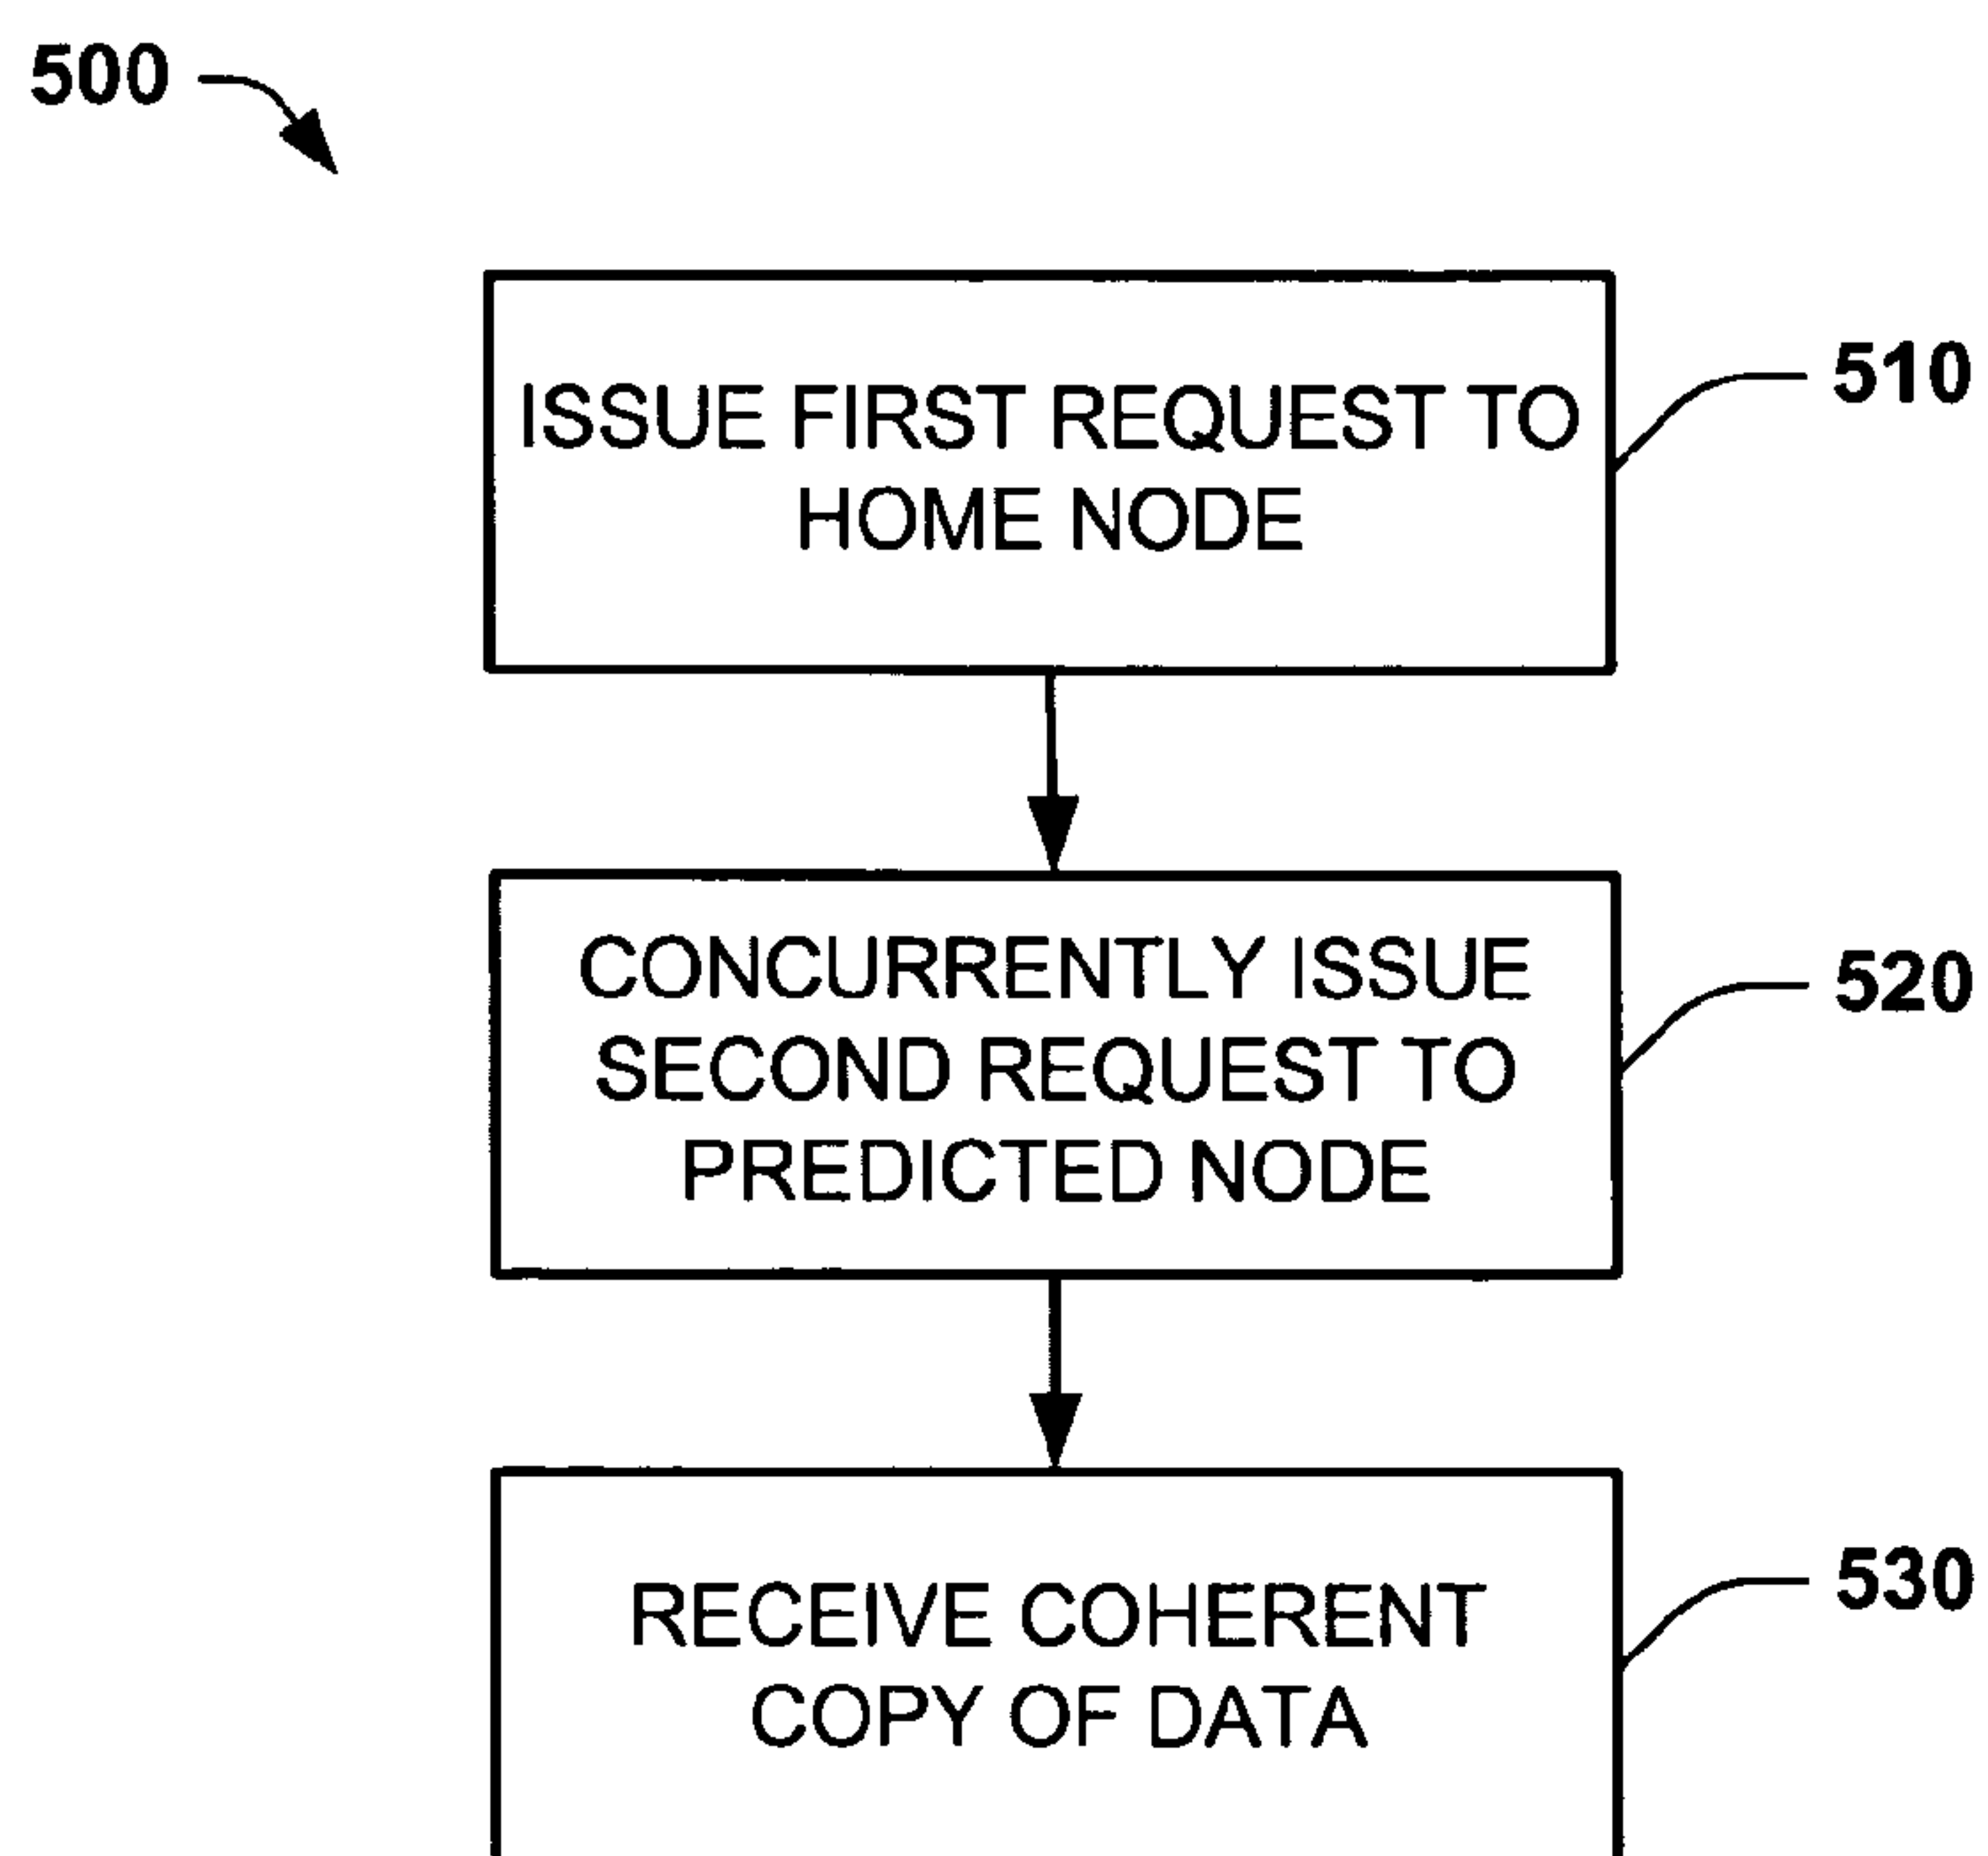 500
ISSUE FIRST REQUEST TO
HOME NODE
510
CONCURRENTLY ISSUE
SECOND REQUEST TO
PREDICTED NODE
520
RECEIVE COHERENT
COPY OF DATA
530